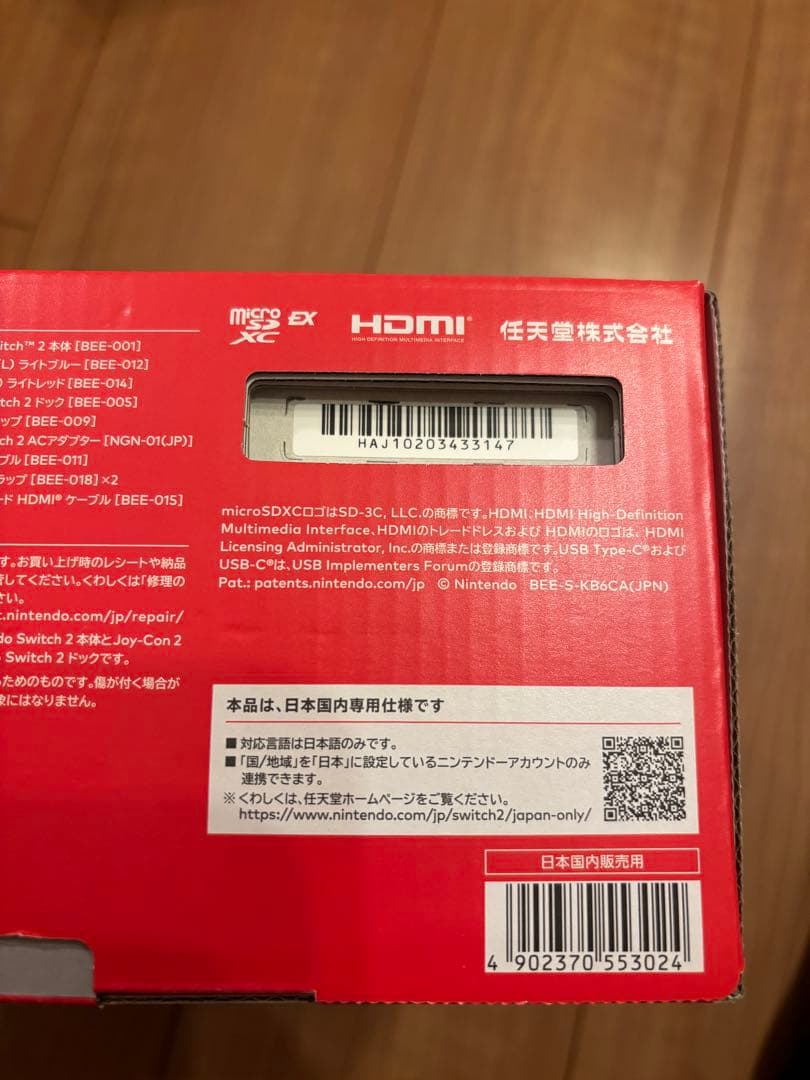 micro SD XC EX HDMI® 任天堂株式会社
HIGH DEFINITION MULTIMEDIA INTERFACE
itch™ 2 本体 [BEE-001]
L) ライトブルー [BEE-012]
) ライトレッド [BEE-014]
tch 2 ドック [BEE-005]
ップ [BEE-009]
ch 2 ACアダプター [NGN-01(JP)]
ブル [BEE-011]
ラップ [BEE-018]×2
ード HDMI® ケーブル [BEE-015]
HAJ10203433147
microSDXCロゴはSD-3C, LLC.の商標です。HDMI、HDMI High-Definition
Multimedia Interface、HDMIのトレードドレスおよび HDMIのロゴは、HDMI
Licensing Administrator, Inc.の商標または登録商標です。USB Type-C®および
USB-C®は、USB Implementers Forumの登録商標です。
Pat.: patents.nintendo.com/jp © Nintendo BEE-S-KB6CA(JPN)
す。お買い上げ時のレシートや納品
してください。くわしくは「修理の
さい。
t.nintendo.com/jp/repair/
do Switch 2 本体とJoy-Con 2
Switch 2 ドックです。
ためのものです。傷が付く場合が
象にはなりません。
本品は、日本国内専用仕様です
■ 対応言語は日本語のみです。
■ 「国/地域」を「日本」に設定しているニンテンドーアカウントのみ
連携できます。
※ くわしくは、任天堂ホームページをご覧ください。
https://www.nintendo.com/jp/switch2/japan-only/
日本国内販売用
4 902370 553024